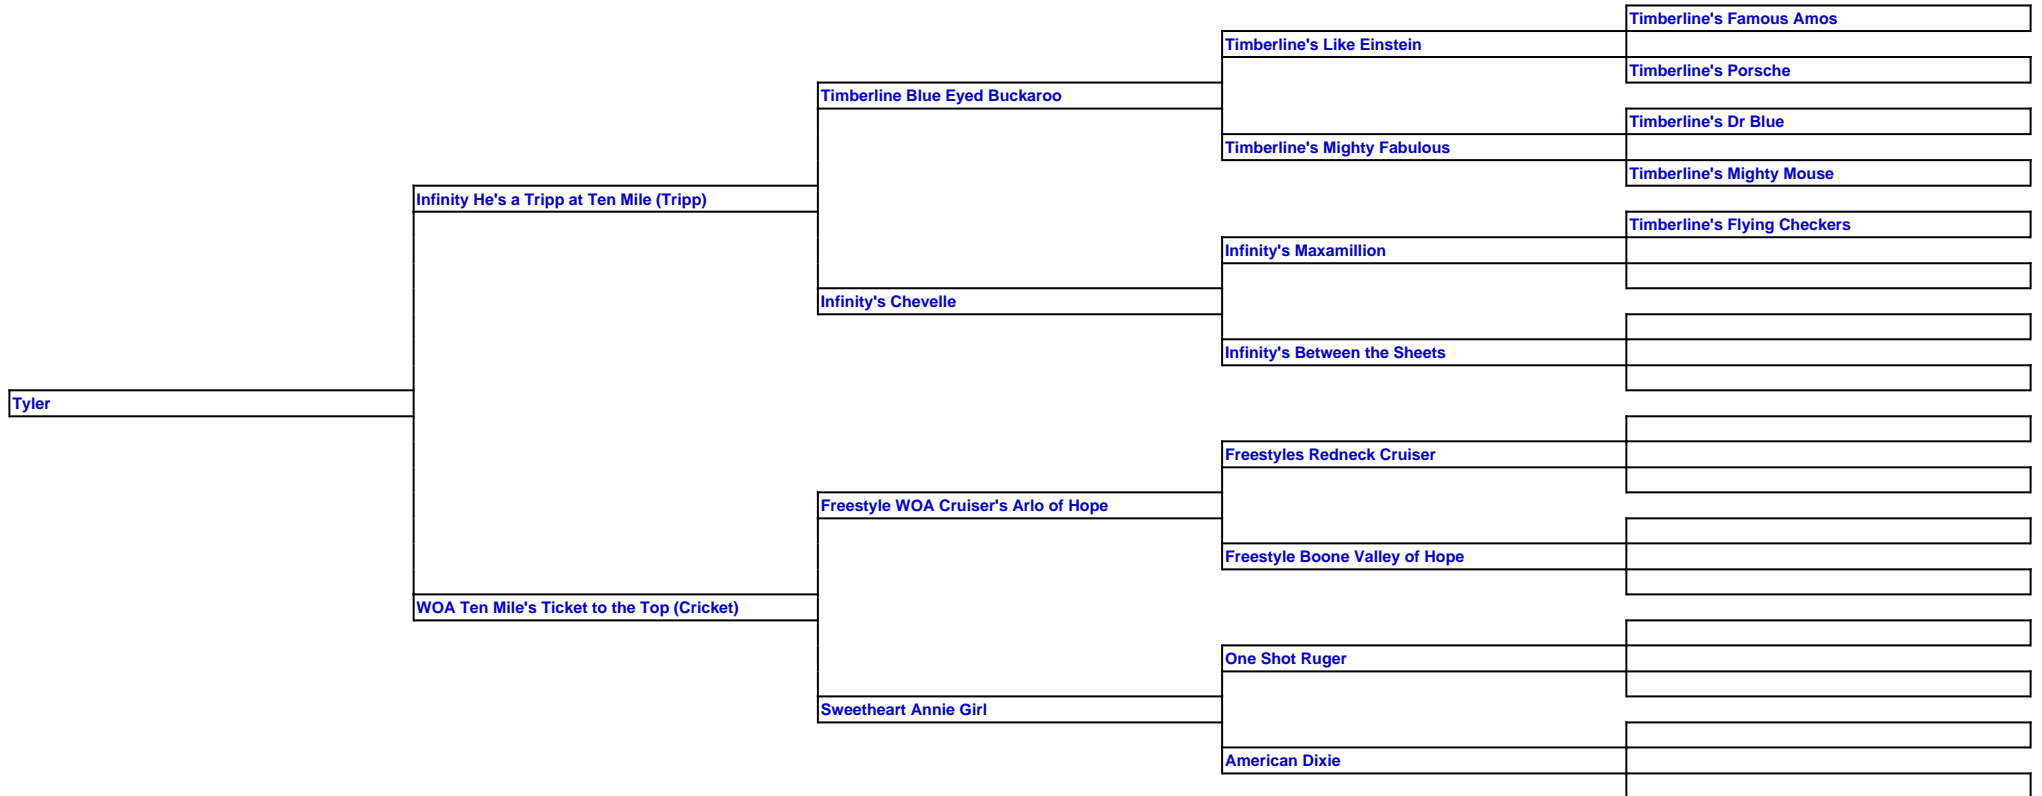 Timberline's Famous Amos
Timberline's Like Einstein
Timberline's Porsche
Timberline Blue Eyed Buckaroo
Timberline's Dr Blue
Timberline's Mighty Fabulous
Timberline's Mighty Mouse
Infinity He's a Tripp at Ten Mile (Tripp)
Timberline's Flying Checkers
Infinity's Maxamillion
Infinity's Chevelle
Infinity's Between the Sheets
Tyler
Freestyles Redneck Cruiser
Freestyle WOA Cruiser's Arlo of Hope
Freestyle Boone Valley of Hope
WOA Ten Mile's Ticket to the Top (Cricket)
One Shot Ruger
Sweetheart Annie Girl
American Dixie